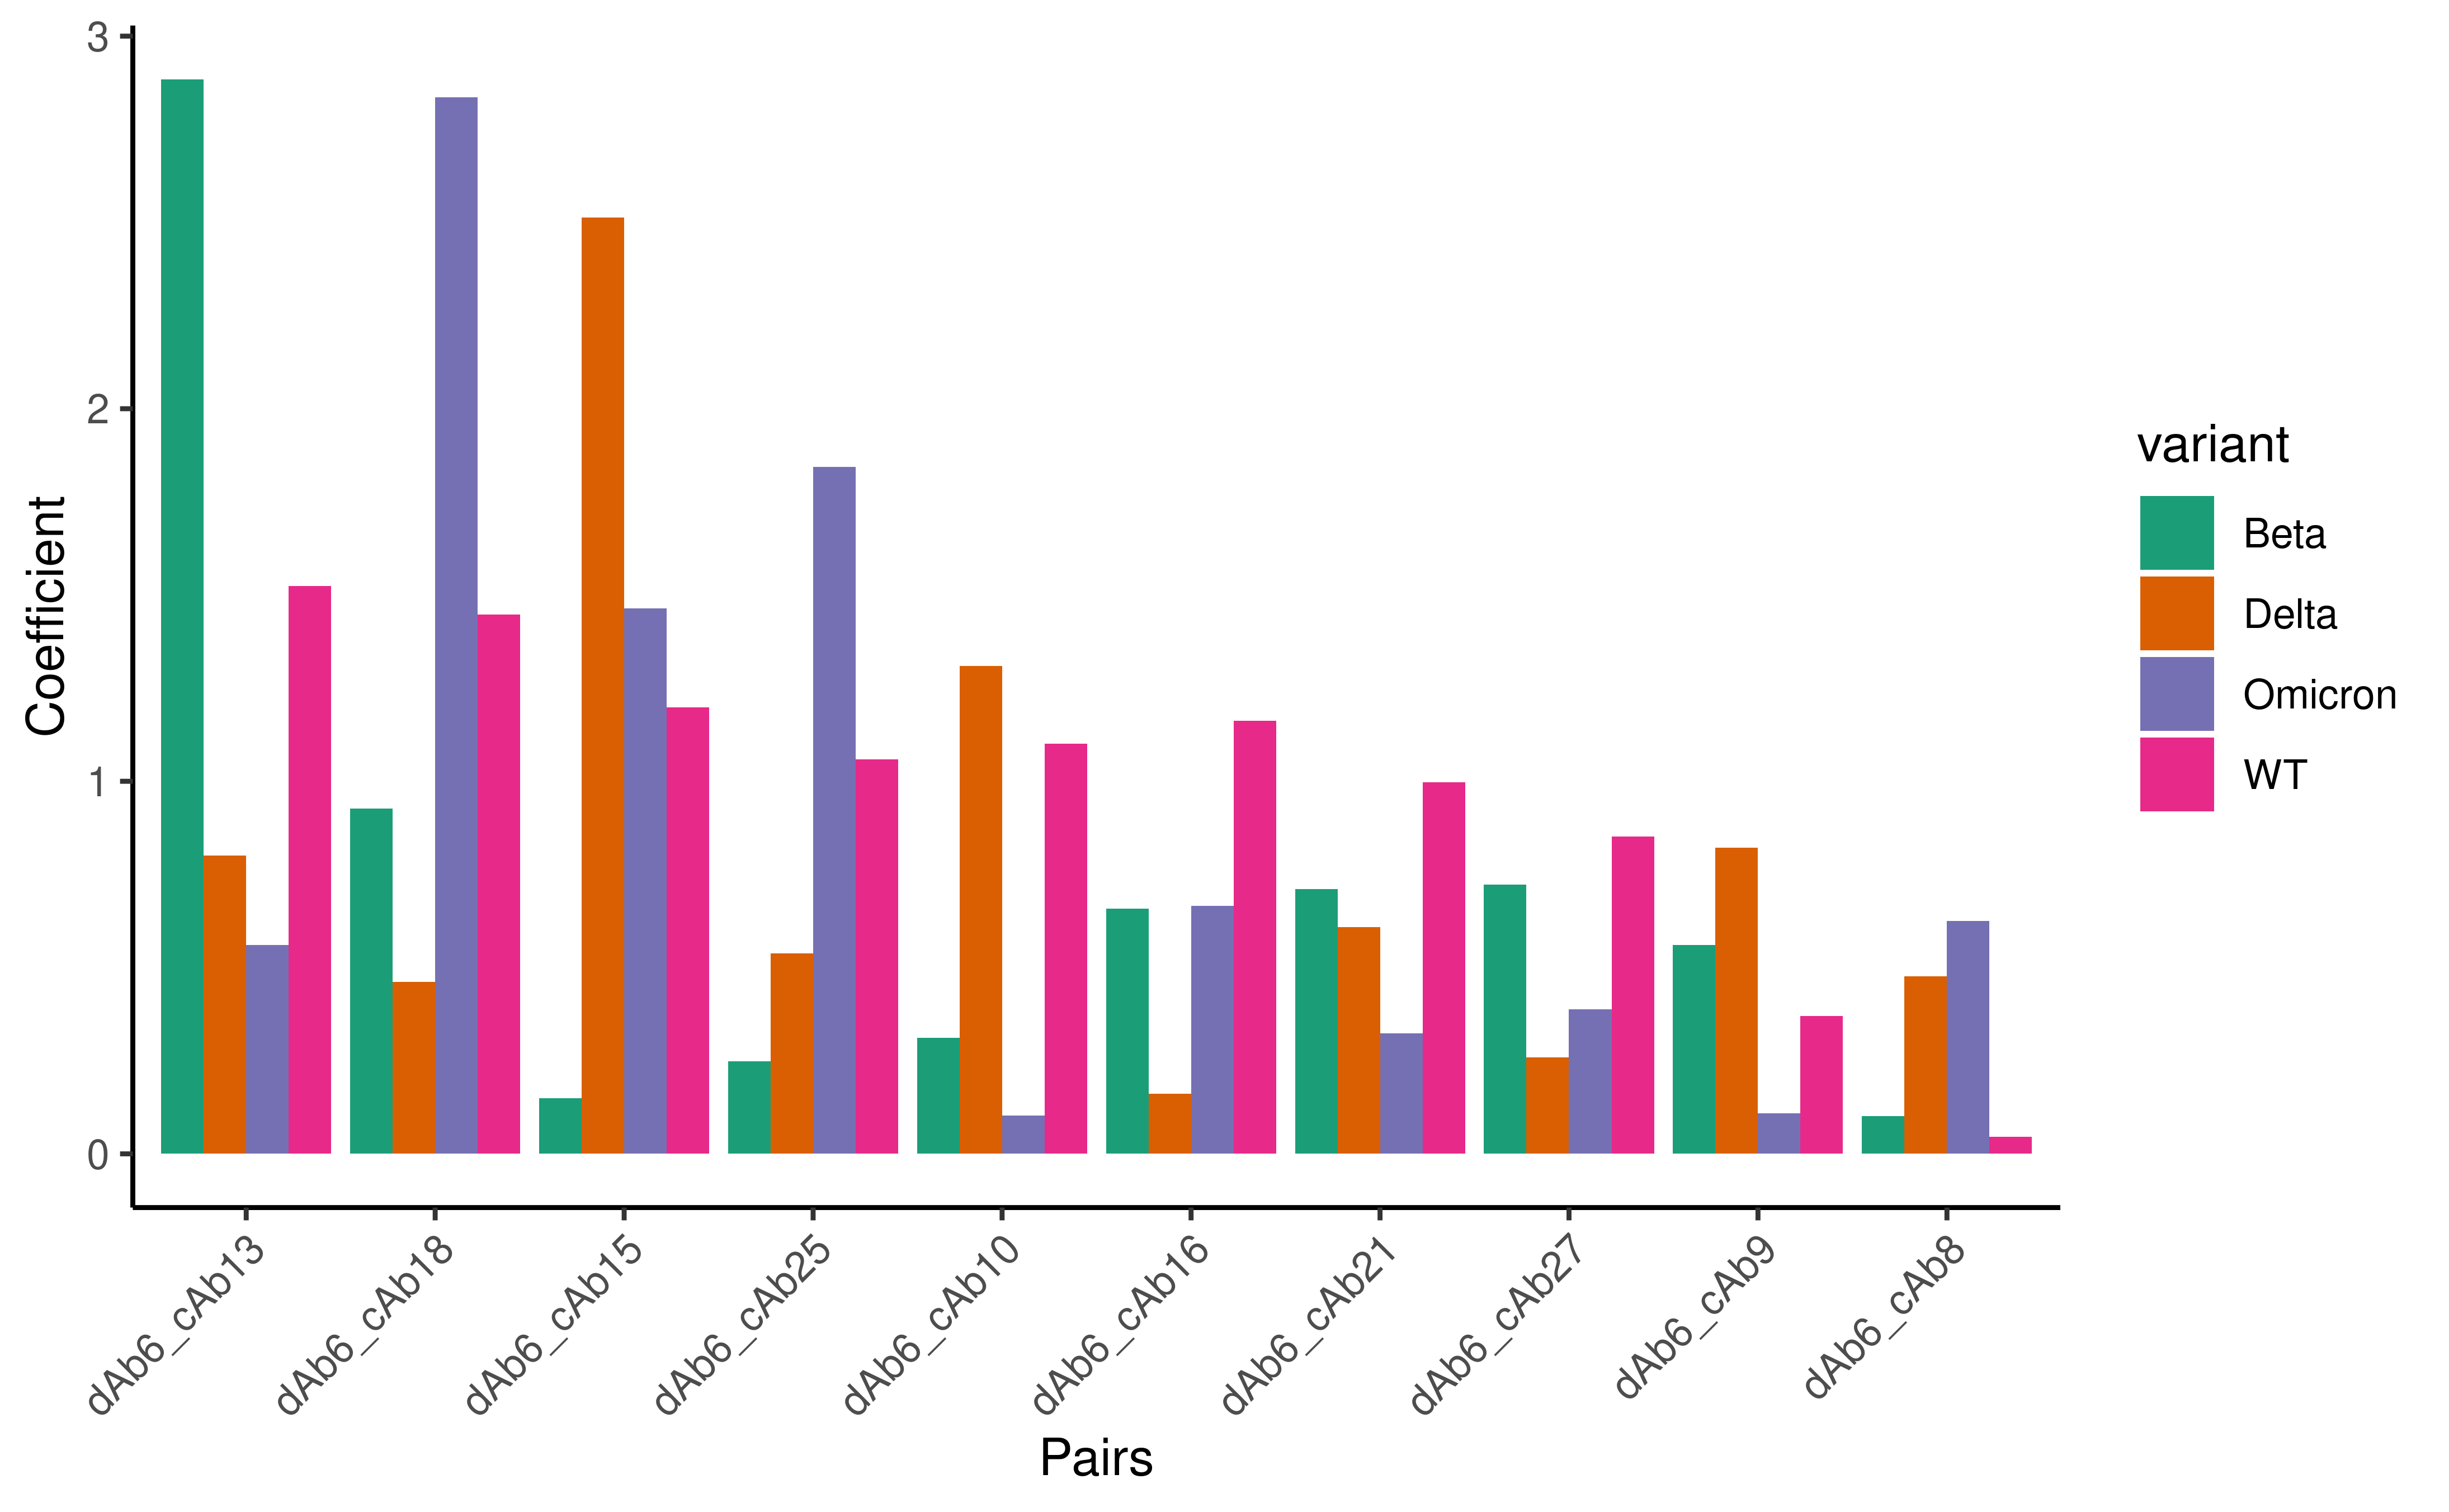 3
2
1
0
Coefficient
dAb6_cAb13
dAb6_cAb18
dAb6_cAb15
dAb6_cAb25
dAb6_cAb10
dAb6_cAb16
dAb6_cAb21
dAb6_cAb27
dAb6_cAb9
dAb6_cAb8
Pairs
variant
Beta
Delta
Omicron
WT